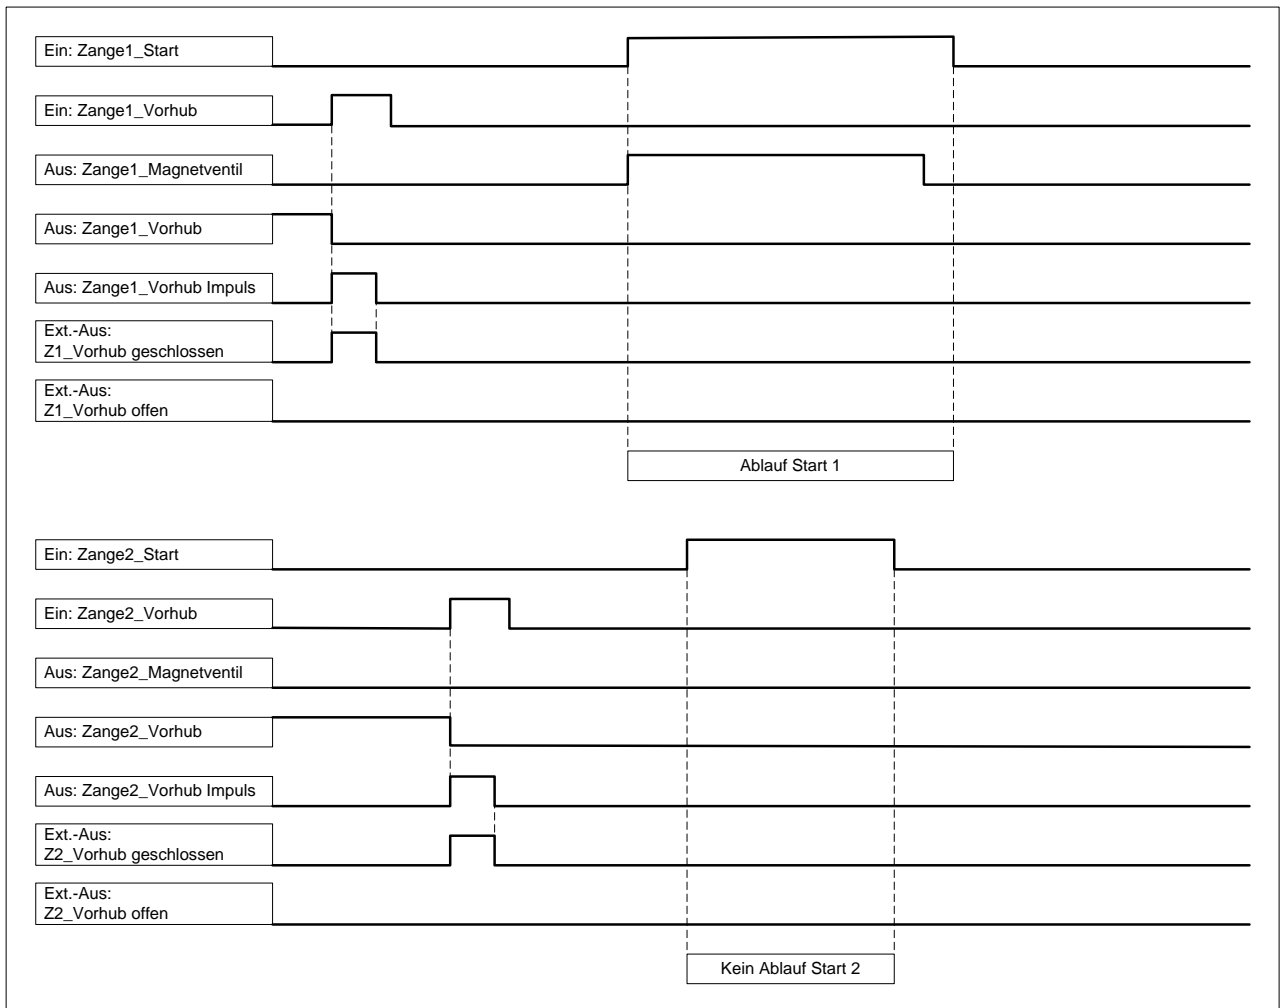 Ein: Zange1_Start
Ein: Zange1_Vorhub
Aus: Zange1_Magnetventil
Aus: Zange1_Vorhub
Aus: Zange1_Vorhub Impuls
Ext.-Aus:
Z1_Vorhub geschlossen
Ext.-Aus:
Z1_Vorhub offen
Ablauf Start 1
Ein: Zange2_Start
Ein: Zange2_Vorhub
Aus: Zange2_Magnetventil
Aus: Zange2_Vorhub
Aus: Zange2_Vorhub Impuls
Ext.-Aus:
Z2_Vorhub geschlossen
Ext.-Aus:
Z2_Vorhub offen
Kein Ablauf Start 2